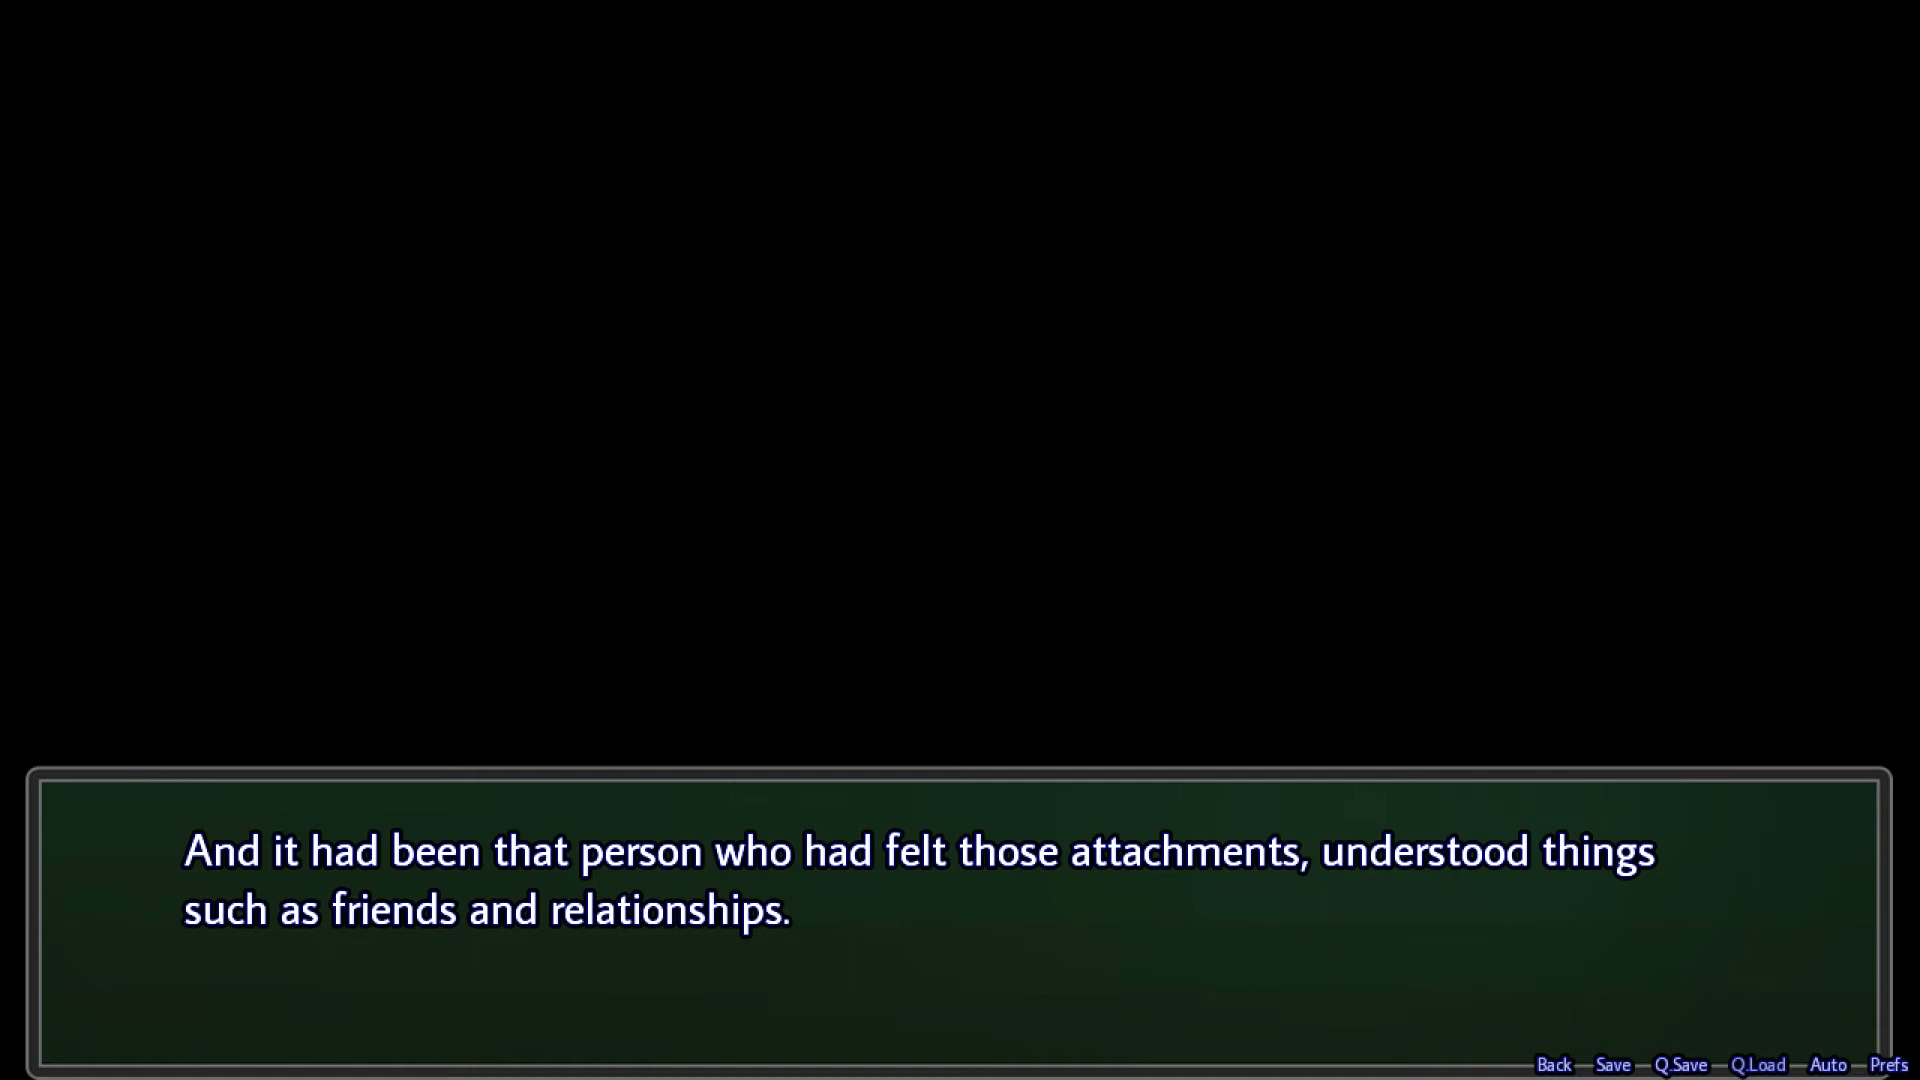 And it had been that person who had felt those attachments, understood things
such as friends and relationships.
Back Save Q.Save Q.Load Auto Prefs